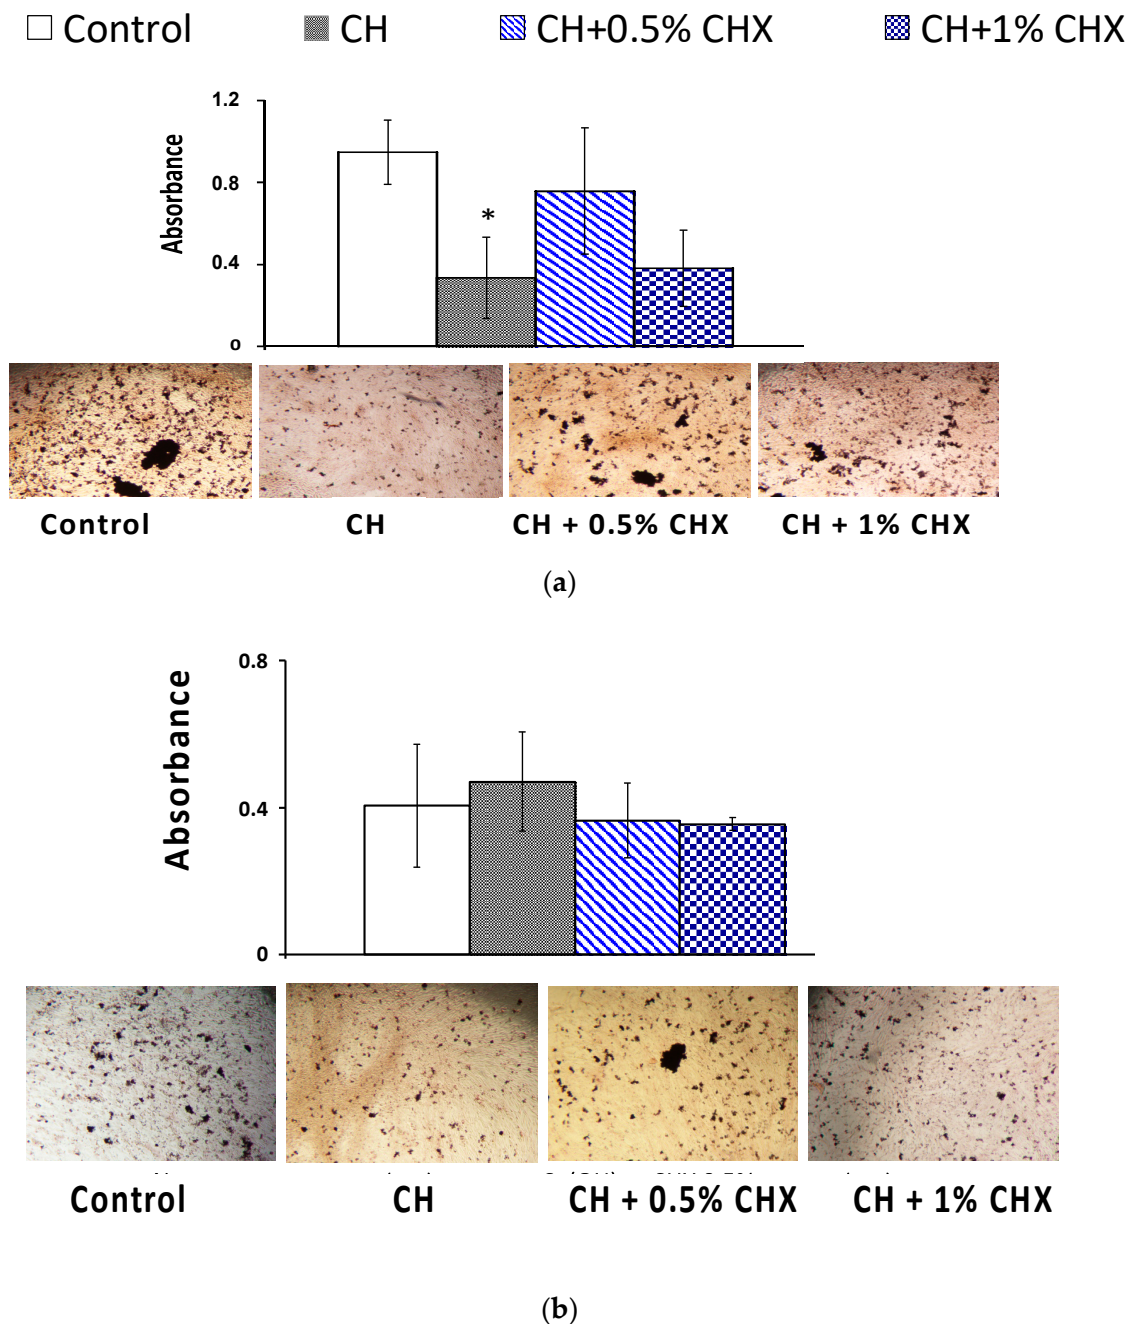 Control CH CH+0.5% CHX CH+1% CHX
1.2
0.8
0.4
0
Absorbance
*
Control CH CH + 0.5% CHX CH + 1% CHX
(a)
0.8
0.4
0
Absorbance
Control CH CH + 0.5% CHX CH + 1% CHX
(b)